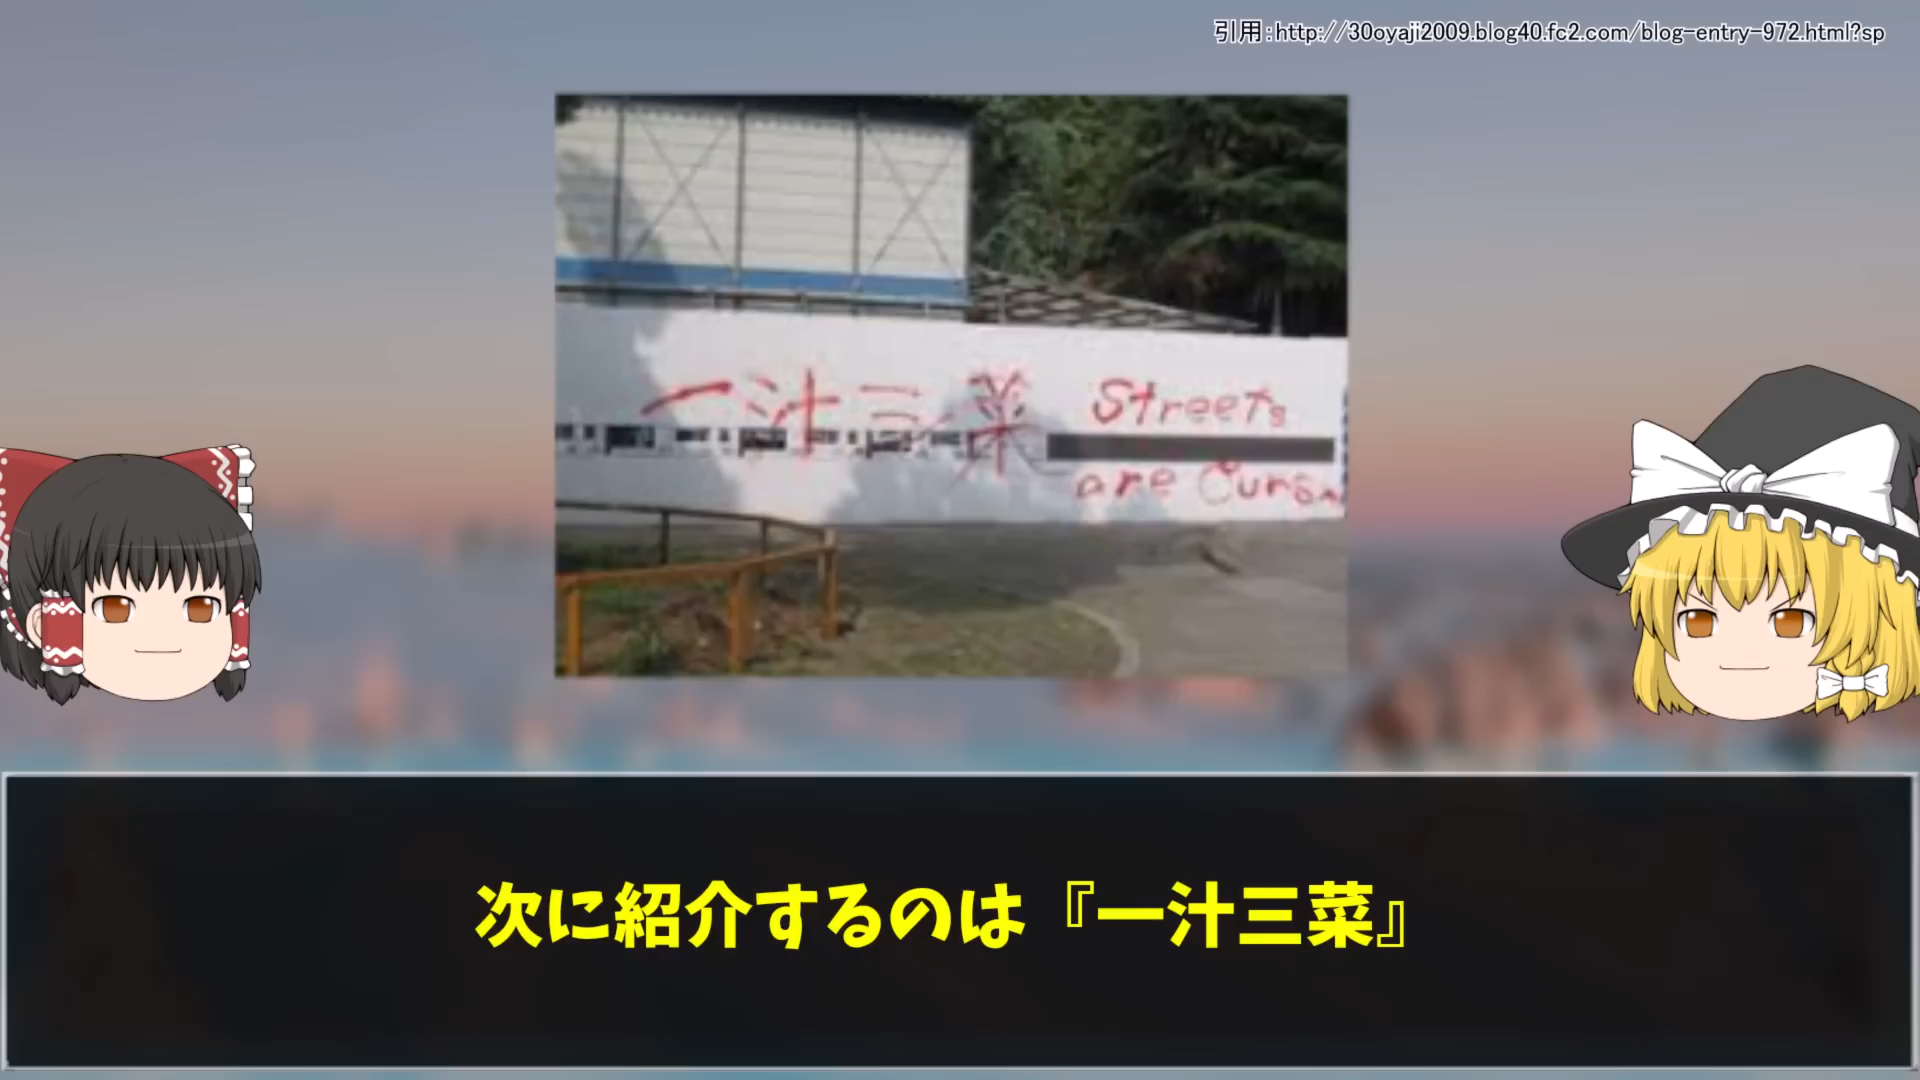 引用:http://30oyaji2009.blog40.fc2.com/blog-entry-972.html?sp
一汁三菜
Streets
are
次に紹介するのは『一汁三菜』